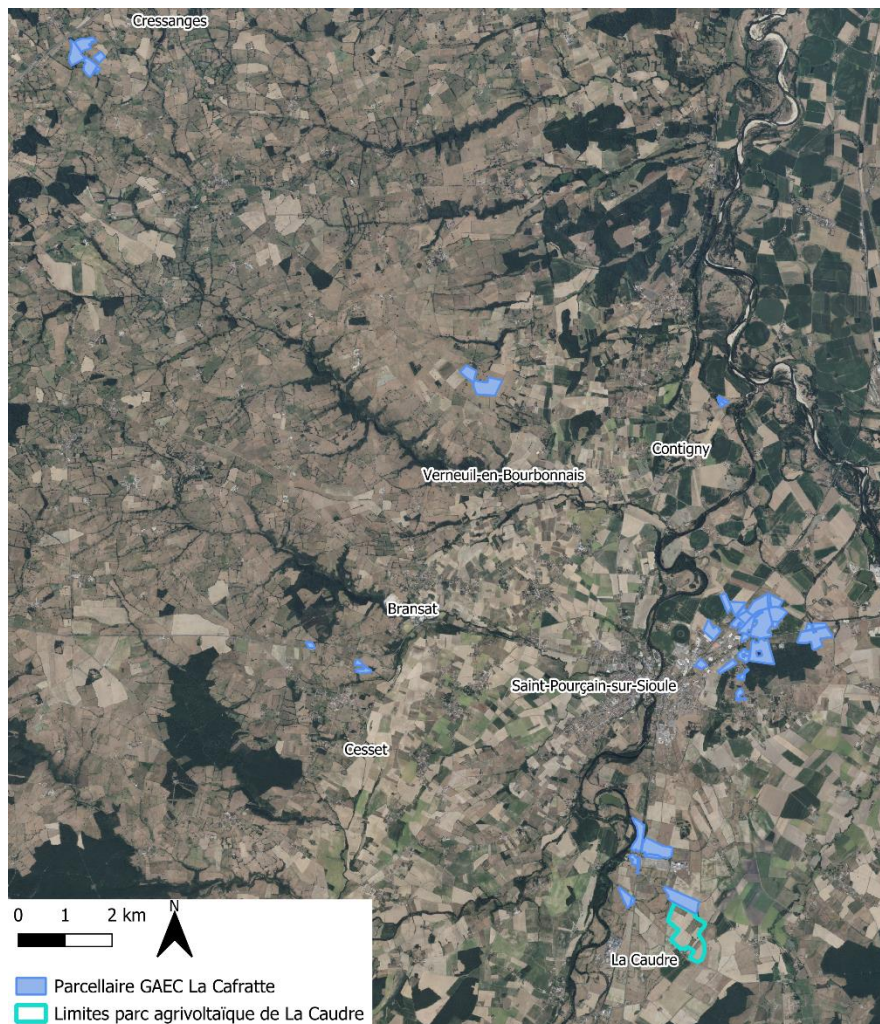 Cressanges
Contigny
Verneuil-en-Bourbonnais
Bransat
Saint-Pourçain-sur-Sioule
Cesset
La Caudre
0 1 2 km
N
Parcellaire GAEC La Cafratte
Limites parc agrivoltaïque de La Caudre